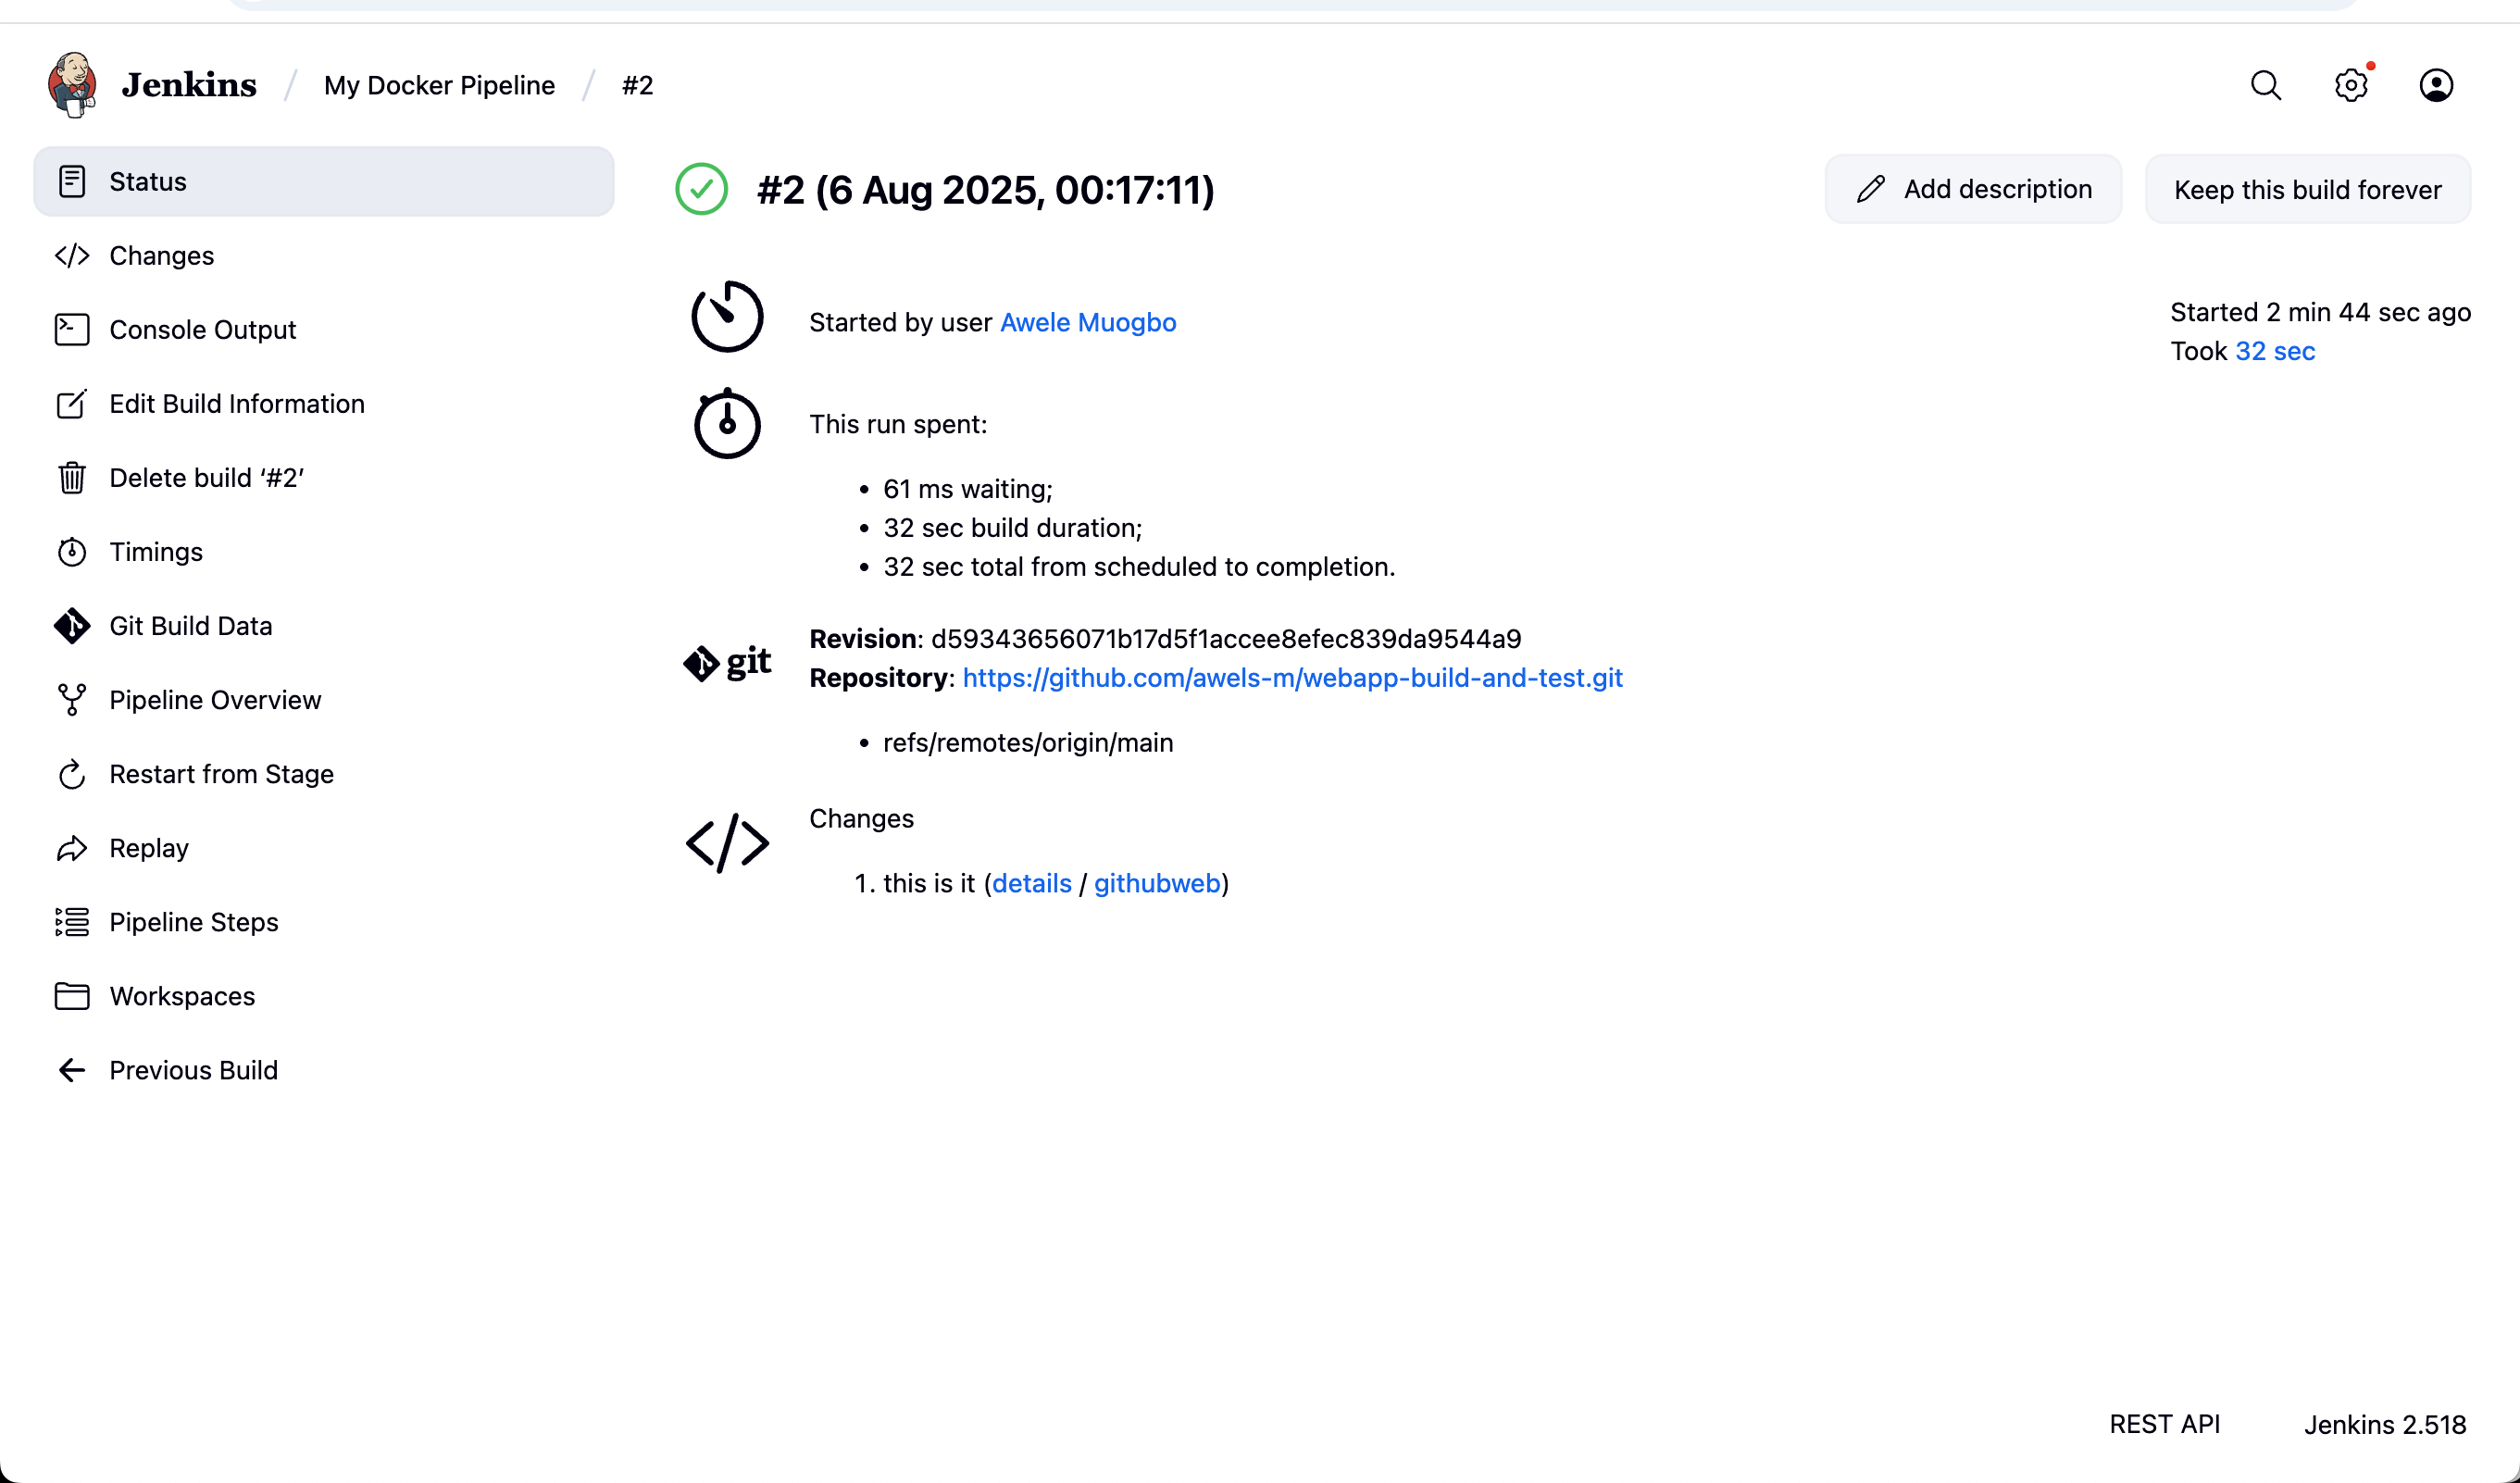 Jenkins / My Docker Pipeline / #2
Status
Changes
Console Output
Edit Build Information
Delete build ‘#2’
Timings
Git Build Data
Pipeline Overview
Restart from Stage
Replay
Pipeline Steps
Workspaces
Previous Build
#2 (6 Aug 2025, 00:17:11)
Add description
Keep this build forever
Started 2 min 44 sec ago
Took 32 sec
Started by user Awele Muogbo
This run spent:
• 61 ms waiting;
• 32 sec build duration;
• 32 sec total from scheduled to completion.
git
Revision: d59343656071b17d5f1accee8efec839da9544a9
Repository: https://github.com/awels-m/webapp-build-and-test.git
• refs/remotes/origin/main
Changes
1. this is it (details / githubweb)
REST API
Jenkins 2.518